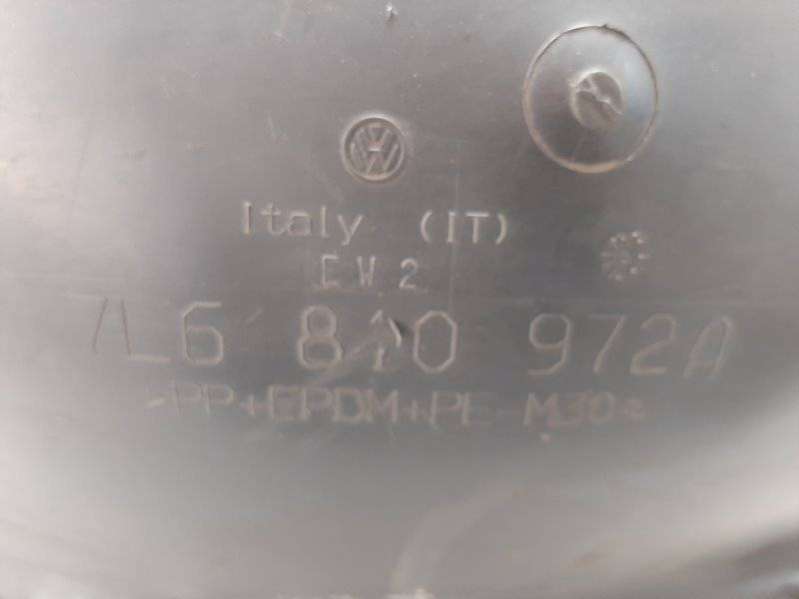 Italy (IT)
CW2
7L6 810 972A
>PP+EPDM+PE-M30<